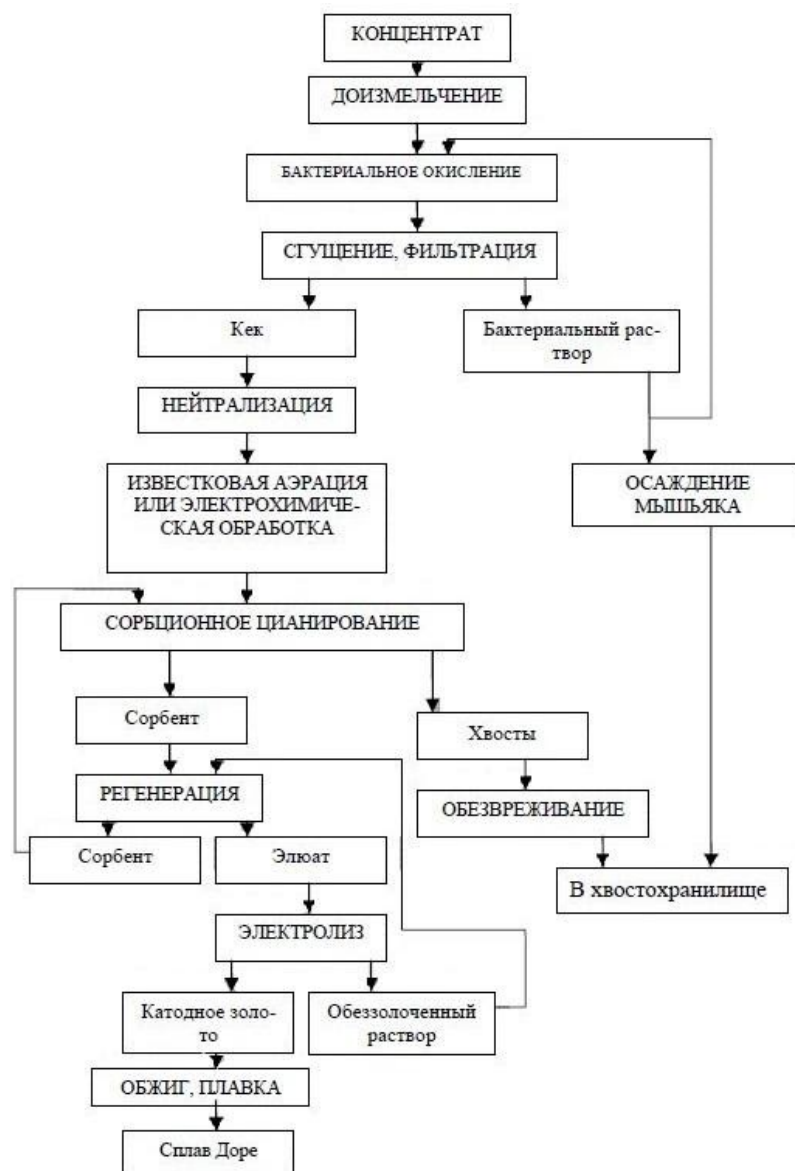 КОНЦЕНТРАТ
ДОИЗМЕЛЬЧЕНИЕ
БАКТЕРИАЛЬНОЕ ОКИСЛЕНИЕ
СГУЩЕНИЕ, ФИЛЬТРАЦИЯ
Кек
Бактериальный рас-
твор
НЕЙТРАЛИЗАЦИЯ
ИЗВЕСТКОВАЯ АЭРАЦИЯ
ИЛИ ЭЛЕКТРОХИМИЧЕ-
СКАЯ ОБРАБОТКА
ОСАЖДЕНИЕ
МЫШЬЯКА
СОРБЦИОННОЕ ЦИАНИРОВАНИЕ
Сорбент
Хвосты
РЕГЕНЕРАЦИЯ
ОБЕЗВРЕЖИВАНИЕ
Сорбент
Элюат
В хвостохранилище
ЭЛЕКТРОЛИЗ
Катодное золо-
то
Обеззолоченный
раствор
ОБЖИГ, ПЛАВКА
Сплав Доре